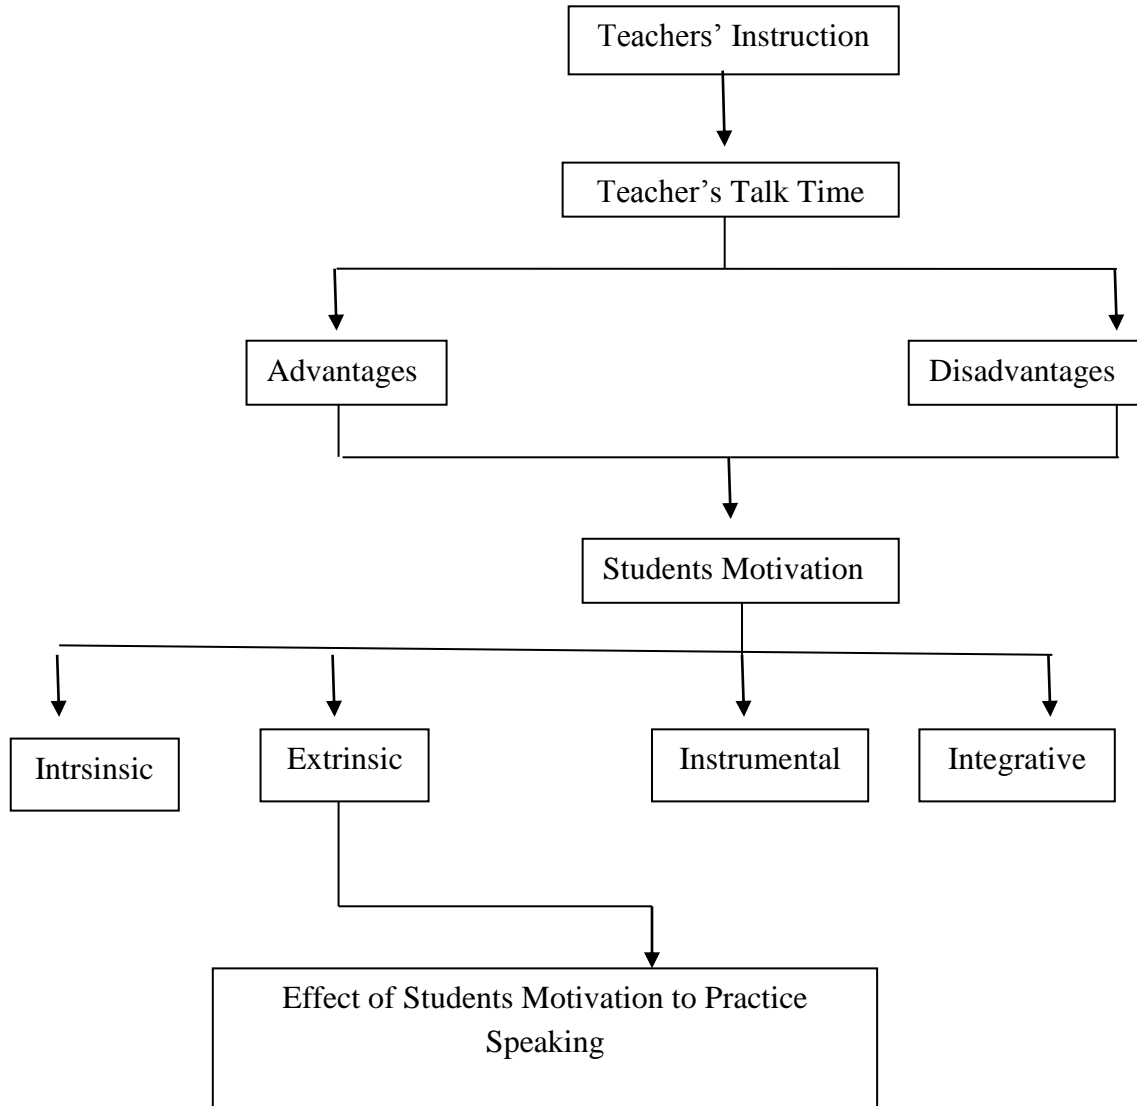 Teachers’ Instruction
Teacher’s Talk Time
Advantages
Disadvantages
Students Motivation
Intrsinsic
Extrinsic
Instrumental
Integrative
Effect of Students Motivation to Practice
Speaking